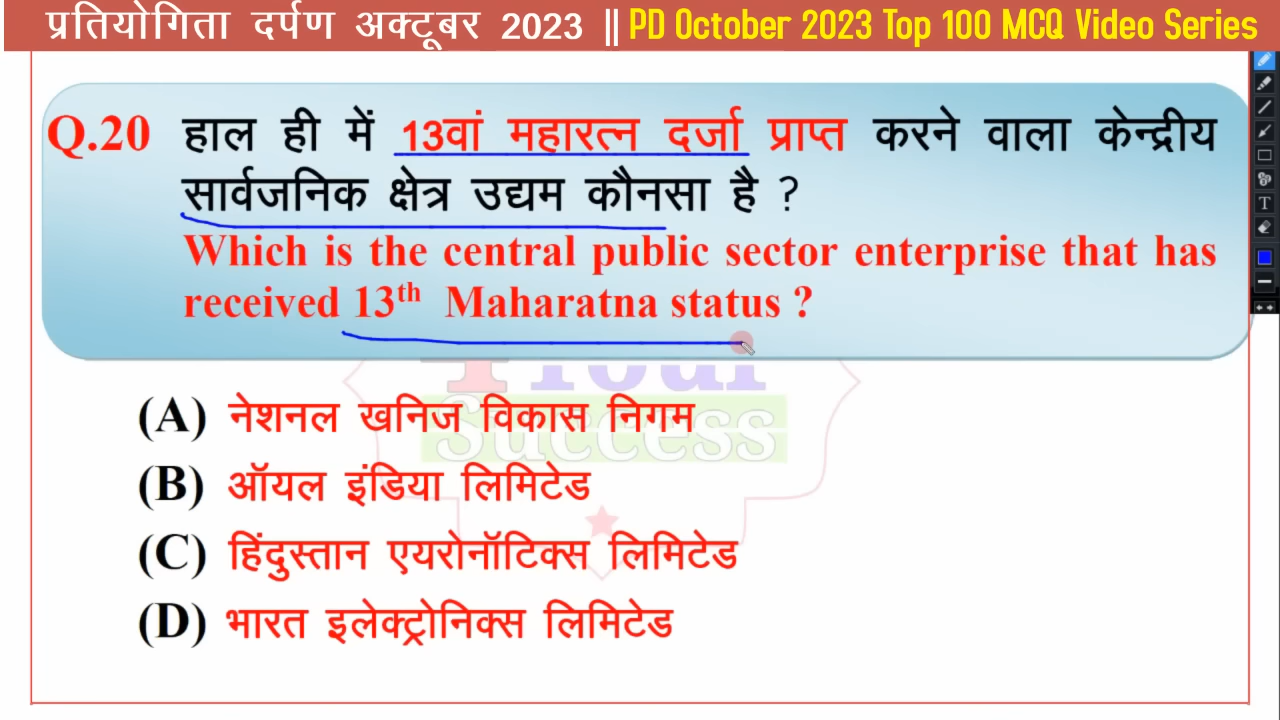 प्रतियोगिता दर्पण अक्टूबर 2023 || PD October 2023 Top 100 MCQ Video Series
Q.20 हाल ही में 13वां महारत्न दर्जा प्राप्त करने वाला केन्द्रीय
सार्वजनिक क्षेत्र उद्यम कौनसा है ?
Which is the central public sector enterprise that has
received 13th Maharatna status ?
(A) नेशनल खनिज विकास निगम
Success
(B) ऑयल इंडिया लिमिटेड
(C) हिंदुस्तान एयरोनॉटिक्स लिमिटेड
(D) भारत इलेक्ट्रोनिक्स लिमिटेड